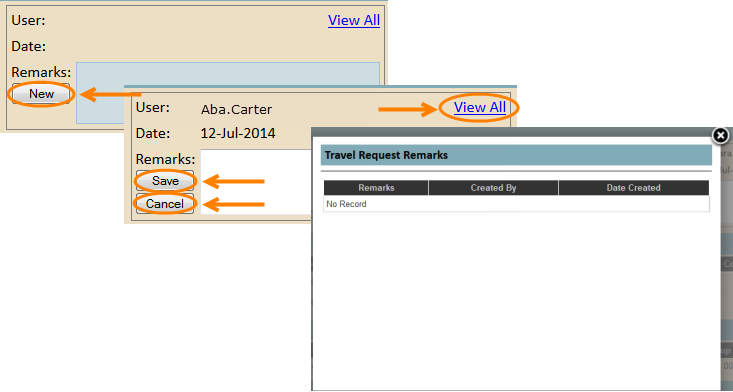 User: View All
Date:
Remarks:
New
User: Aba.Carter View All
Date: 12-Jul-2014
Remarks:
Save
Cancel
Travel Request Remarks
Remarks Created By Date Created
No Record